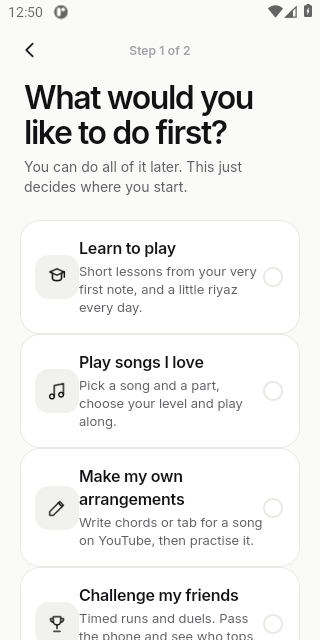 12:50
Step 1 of 2
What would you
like to do first?
You can do all of it later. This just
decides where you start.
Learn to play
Short lessons from your very
first note, and a little riyaz
every day.
Play songs I love
Pick a song and a part,
choose your level and play
along.
Make my own
arrangements
Write chords or tab for a song
on YouTube, then practise it.
Challenge my friends
Timed runs and duels. Pass
the phone and see who tops